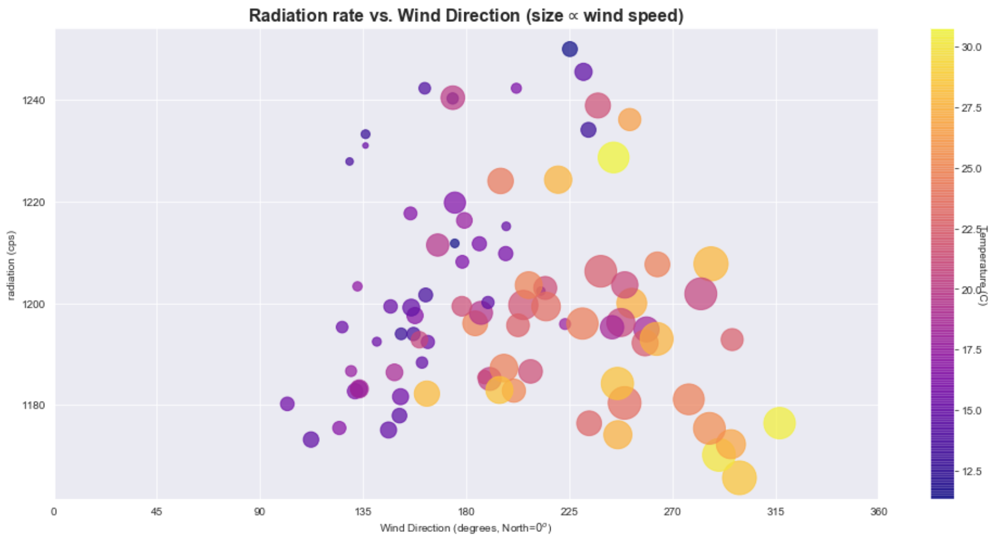 Radiation rate vs. Wind Direction (size ∝ wind speed)
radiation (cps)
1240
1220
1200
1180
0 45 90 135 180 225 270 315 360
Wind Direction (degrees, North=0°)
30.0
27.5
25.0
22.5
20.0
17.5
15.0
12.5
Temperature (C)